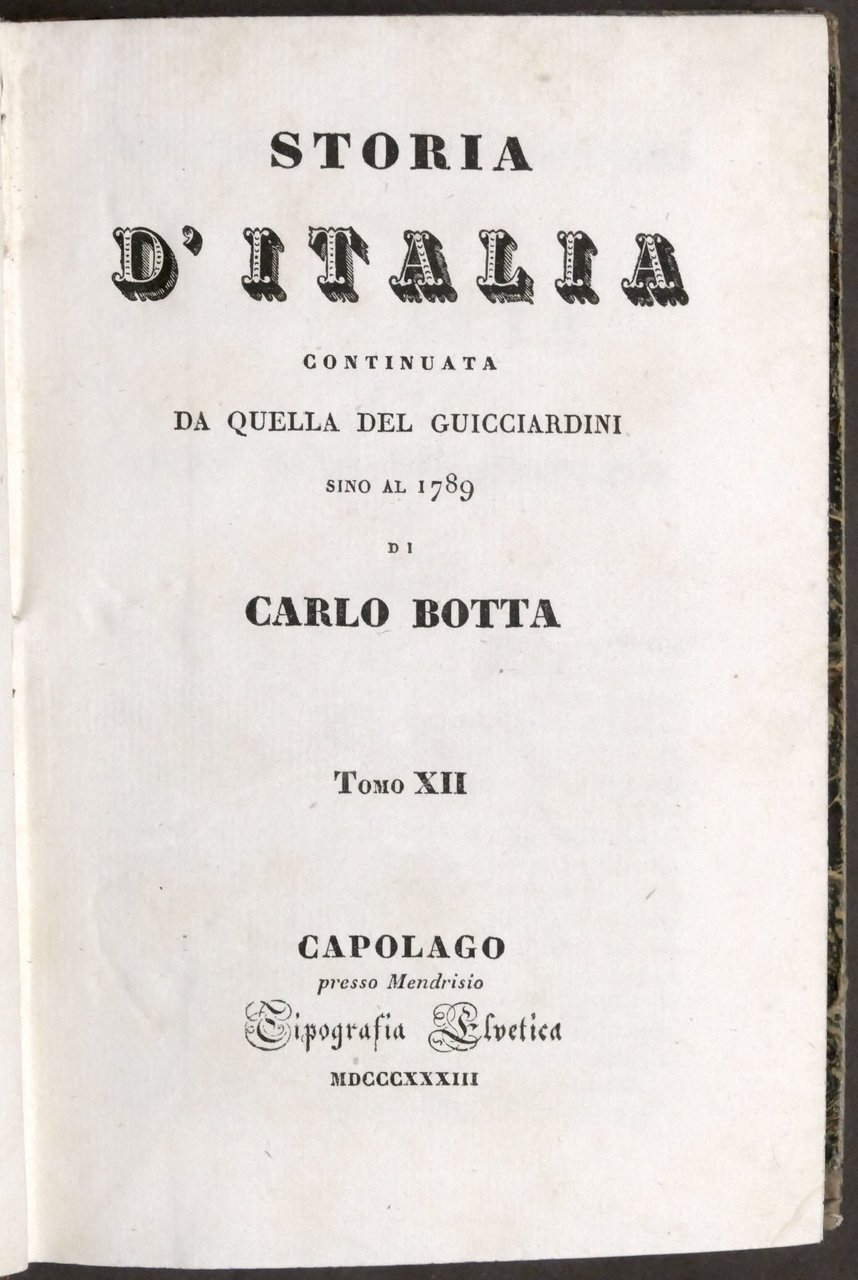 STORIA
D'ITALIA
CONTINUATA
DA QUELLA DEL GUICCIARDINI
SINO AL 1789
DI
CARLO BOTTA
TOMO XII
CAPOLAGO
presso Mendrisio
Tipografia Elvetica
MDCCCXXXIII